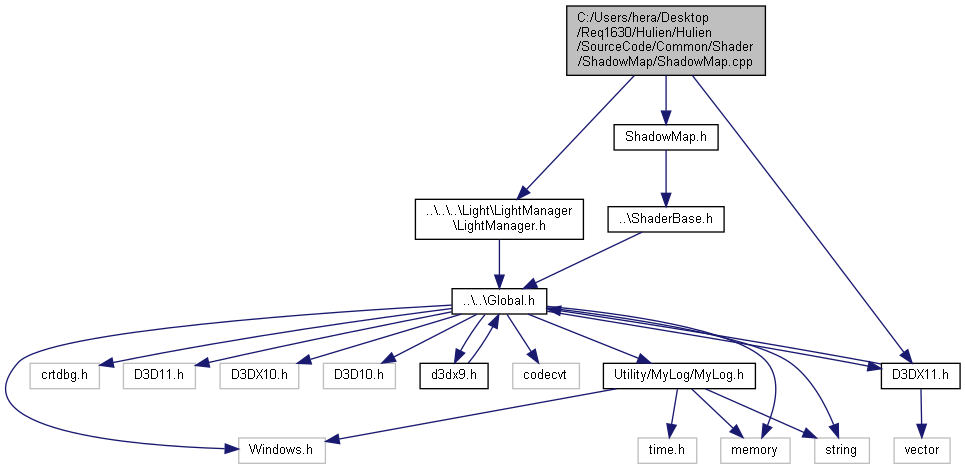 C:/Users/hera/Desktop
/Req1630/Hulien/Hulien
/SourceCode/Common/Shader
/ShadowMap/ShadowMap.cpp
ShadowMap.h
..\..\..\Light\LightManager
\LightManager.h
..\ShaderBase.h
..\..\Global.h
crtdbg.h
D3D11.h
D3DX10.h
D3D10.h
d3dx9.h
codecvt
Utility/MyLog/MyLog.h
D3DX11.h
Windows.h
time.h
memory
string
vector